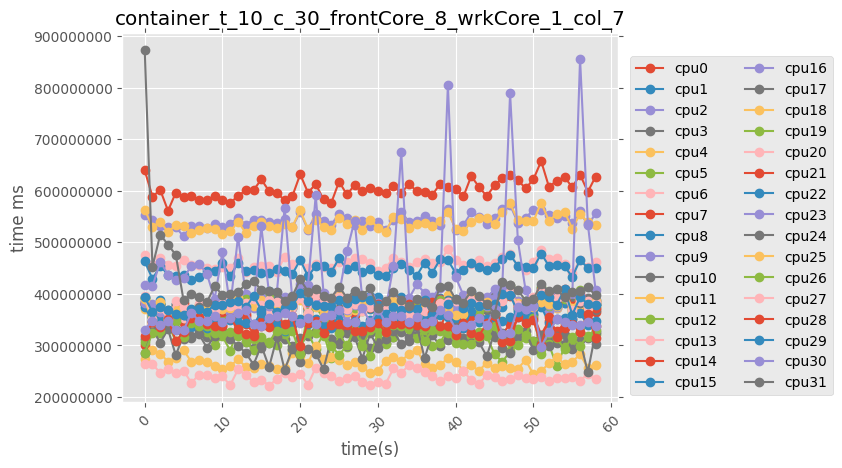 container_t_10_c_30_frontCore_8_wrkCore_1_col_7
time ms
900000000
800000000
700000000
600000000
500000000
400000000
300000000
200000000
0
10
20
30
40
50
60
time(s)
cpu0
cpu1
cpu2
cpu3
cpu4
cpu5
cpu6
cpu7
cpu8
cpu9
cpu10
cpu11
cpu12
cpu13
cpu14
cpu15
cpu16
cpu17
cpu18
cpu19
cpu20
cpu21
cpu22
cpu23
cpu24
cpu25
cpu26
cpu27
cpu28
cpu29
cpu30
cpu31